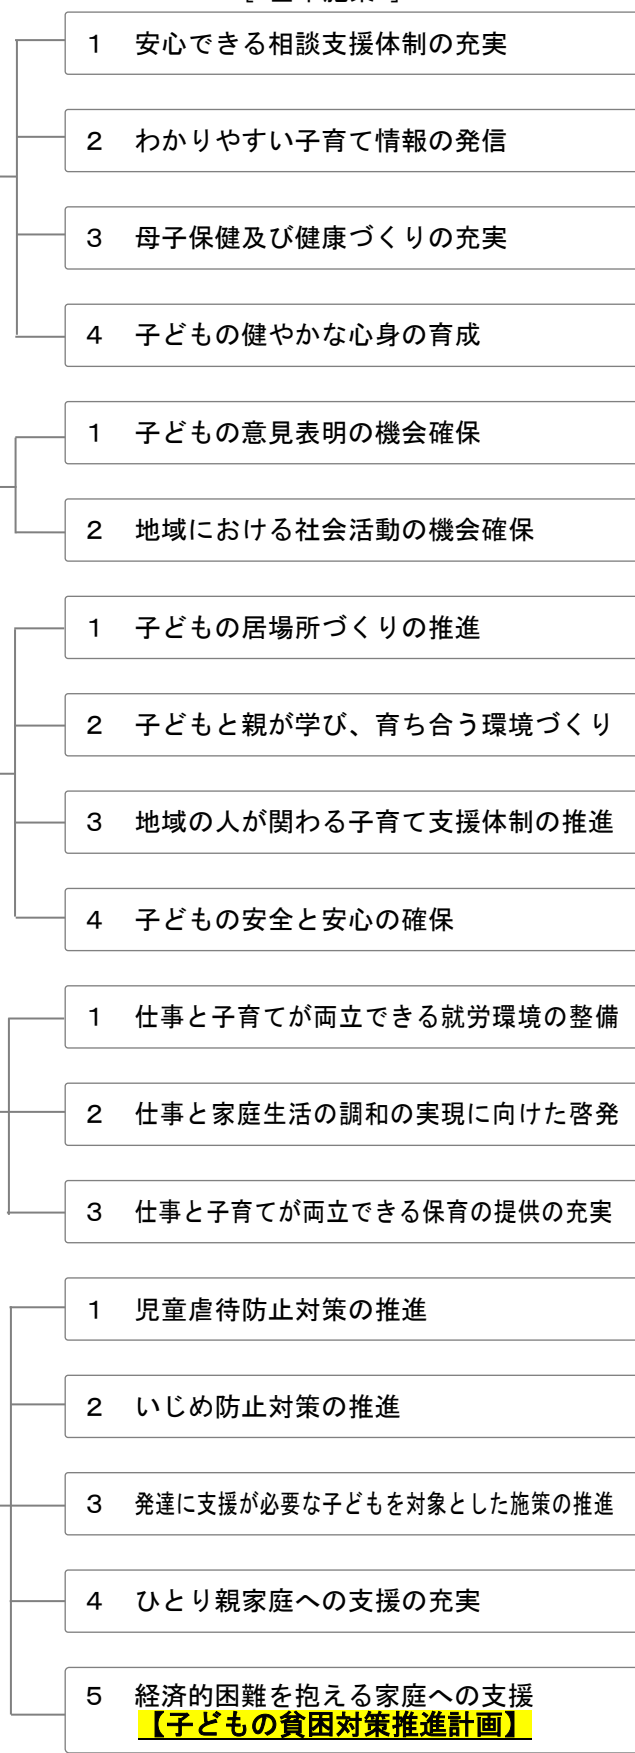 1 安心できる相談支援体制の充実
2 わかりやすい子育て情報の発信
3 母子保健及び健康づくりの充実
4 子どもの健やかな心身の育成
1 子どもの意見表明の機会確保
2 地域における社会活動の機会確保
1 子どもの居場所づくりの推進
2 子どもと親が学び、育ち合う環境づくり
3 地域の人が関わる子育て支援体制の推進
4 子どもの安全と安心の確保
1 仕事と子育てが両立できる就労環境の整備
2 仕事と家庭生活の調和の実現に向けた啓発
3 仕事と子育てが両立できる保育の提供の充実
1 児童虐待防止対策の推進
2 いじめ防止対策の推進
3 発達に支援が必要な子どもを対象とした施策の推進
4 ひとり親家庭への支援の充実
5 経済的困難を抱える家庭への支援
【子どもの貧困対策推進計画】